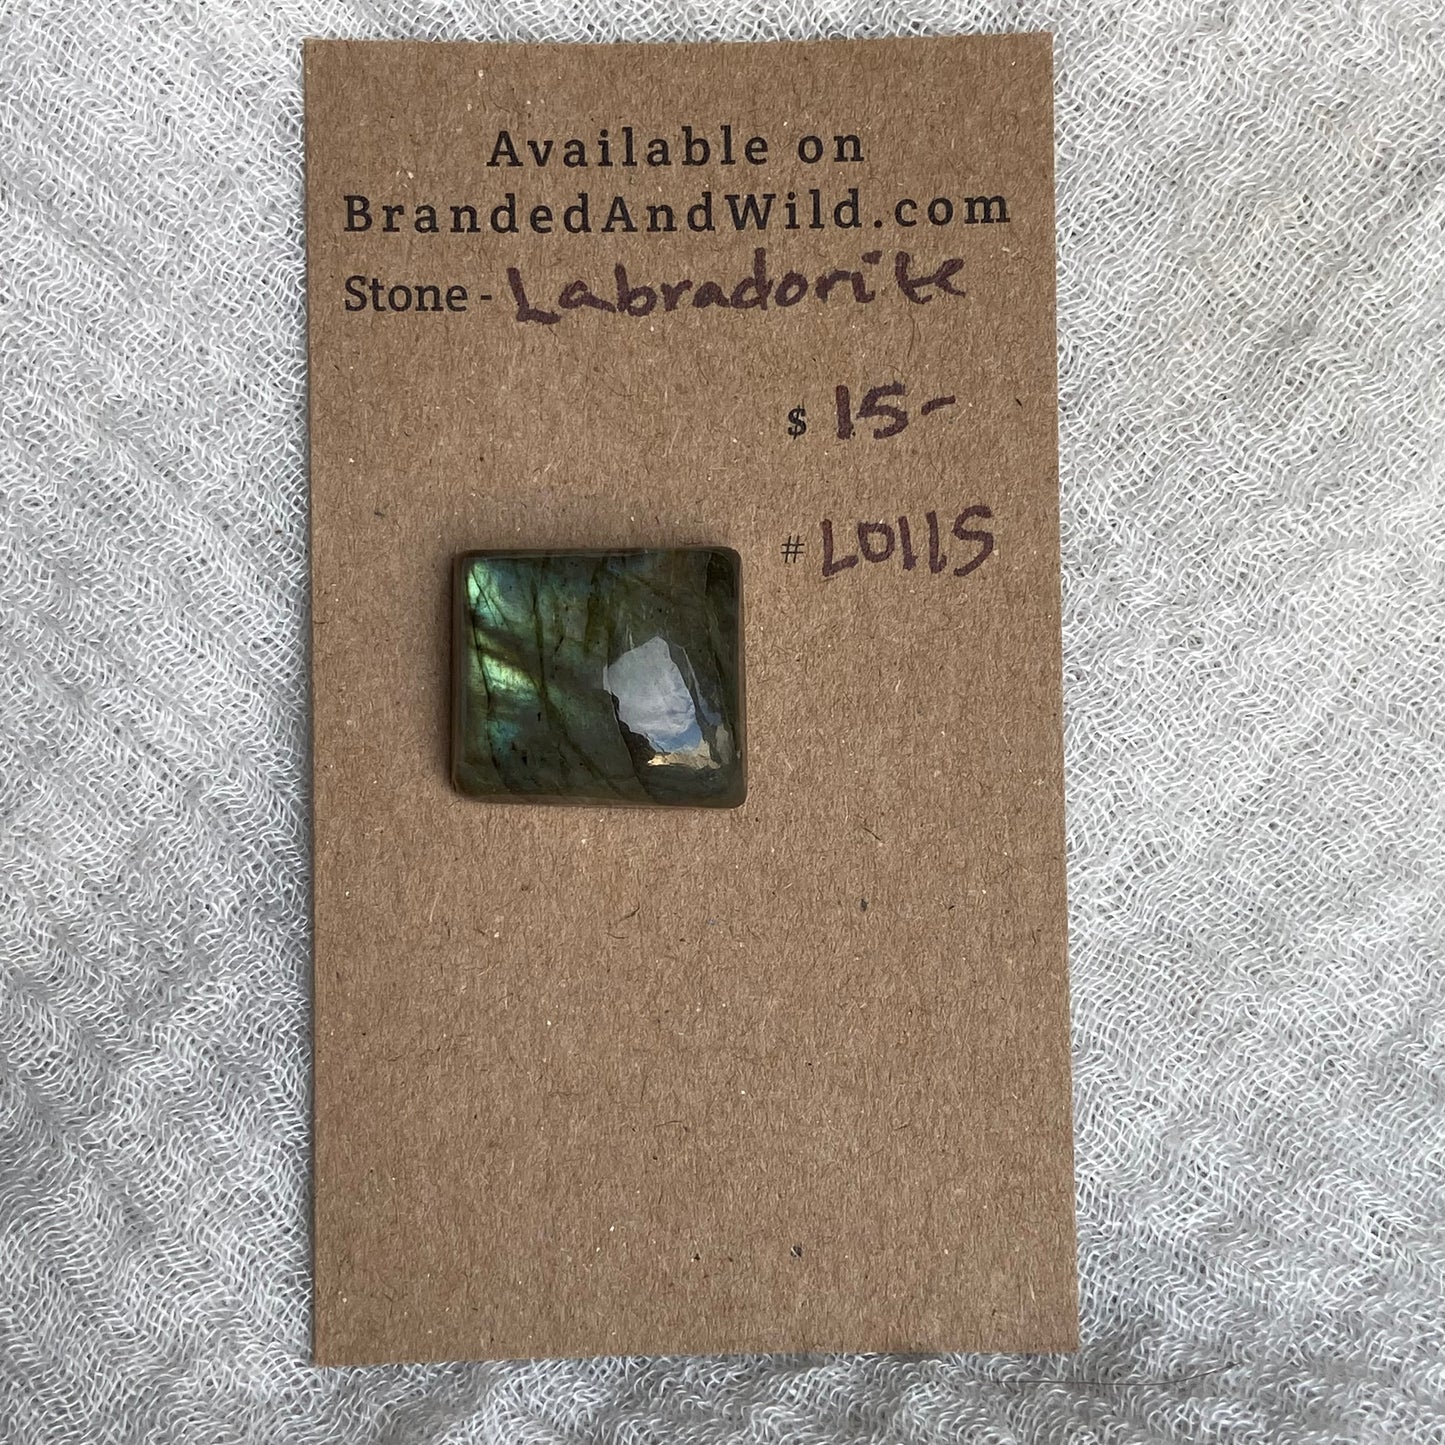 Available on
BrandedAndWild.com
Stone - Labradorite
$ 15-
# L0115